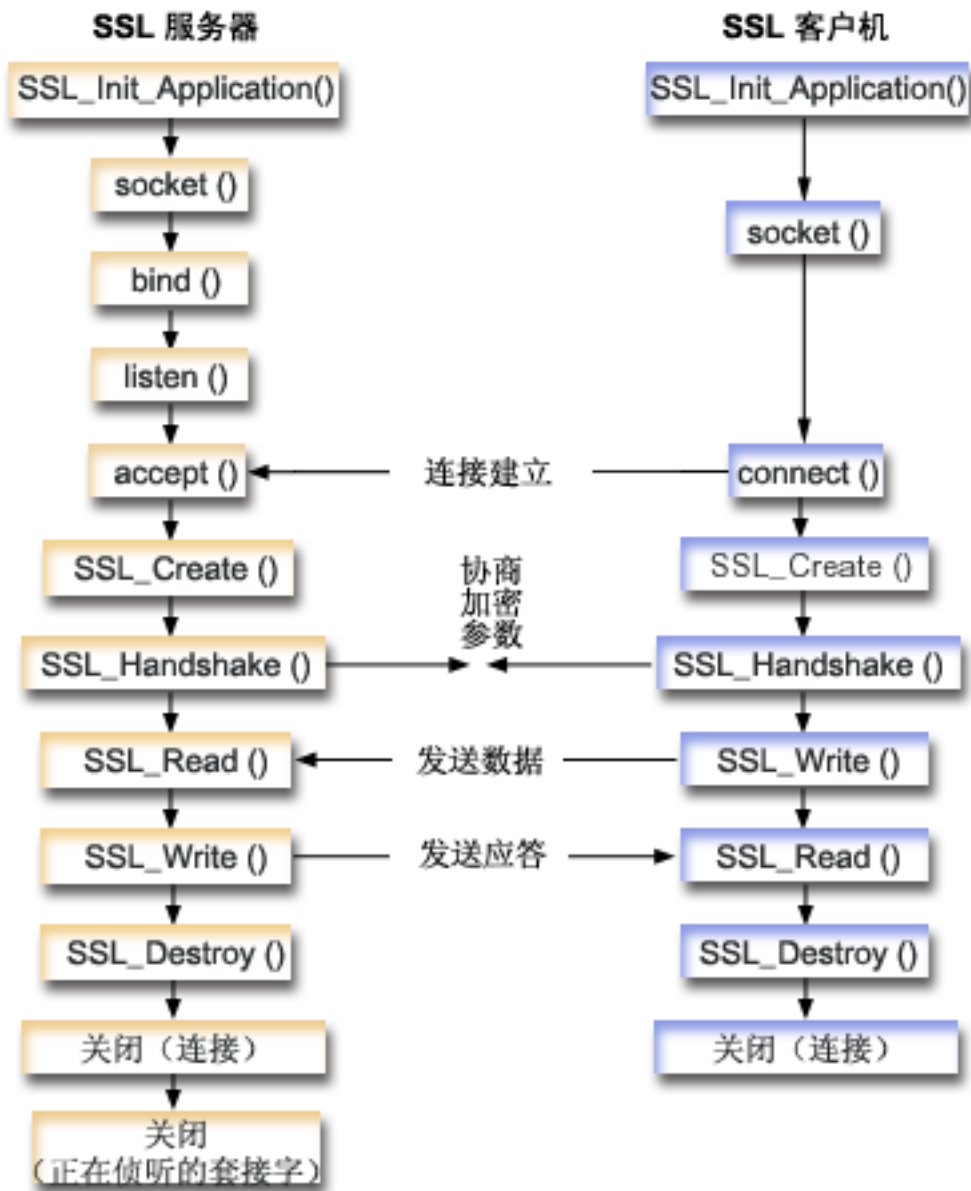 SSL 服务器
SSL 客户机
SSL_Init_Application()
SSL_Init_Application()
socket ()
socket ()
bind ()
listen ()
accept ()
连接建立
connect ()
SSL_Create ()
协商
加密
参数
SSL_Create ()
SSL_Handshake ()
SSL_Handshake ()
SSL_Read ()
发送数据
SSL_Write ()
SSL_Write ()
发送应答
SSL_Read ()
SSL_Destroy ()
SSL_Destroy ()
关闭（连接）
关闭（连接）
关闭
（正在侦听的套接字）